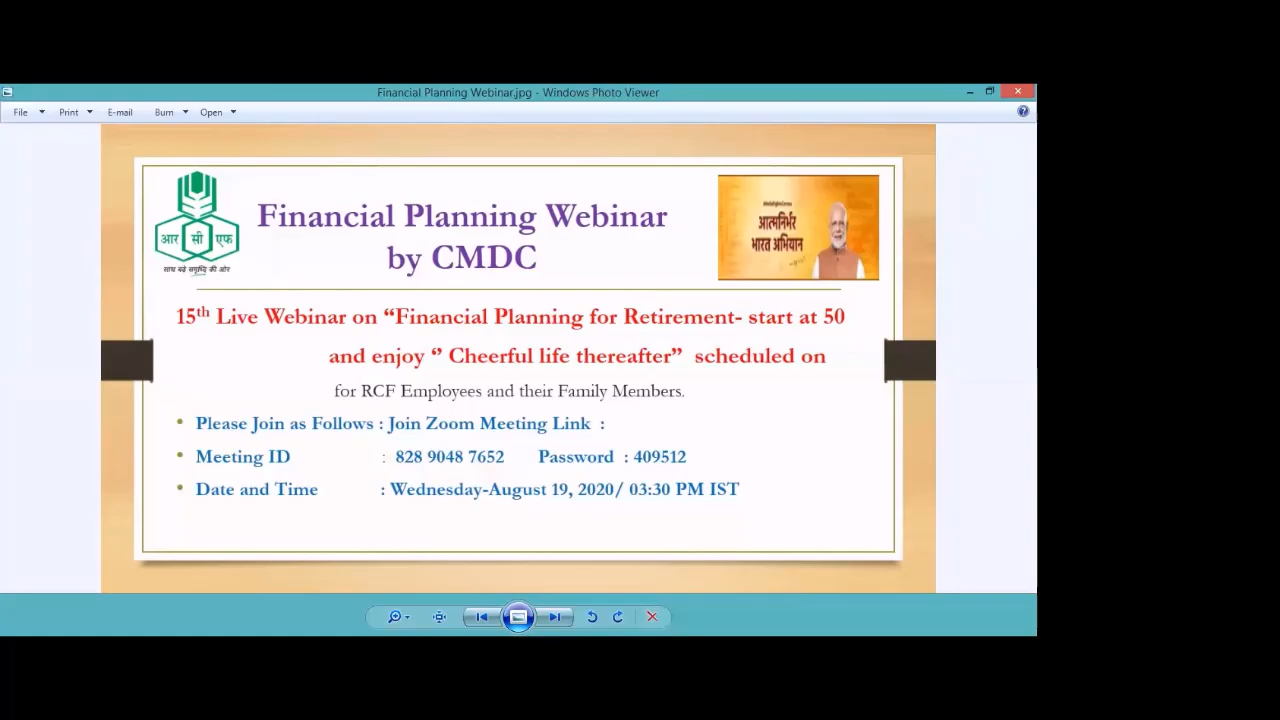 Financial Planning Webinar.jpg - Windows Photo Viewer
File Print E-mail Burn Open
Financial Planning Webinar
by CMDC
आर सी एफ
साथ बढ़े समृद्धि की ओर
आत्मनिर्भर
भारत अभियान
15th Live Webinar on “Financial Planning for Retirement- start at 50
and enjoy ‘’ Cheerful life thereafter” scheduled on
for RCF Employees and their Family Members.
• Please Join as Follows : Join Zoom Meeting Link :
• Meeting ID : 828 9048 7652 Password : 409512
• Date and Time : Wednesday-August 19, 2020/ 03:30 PM IST